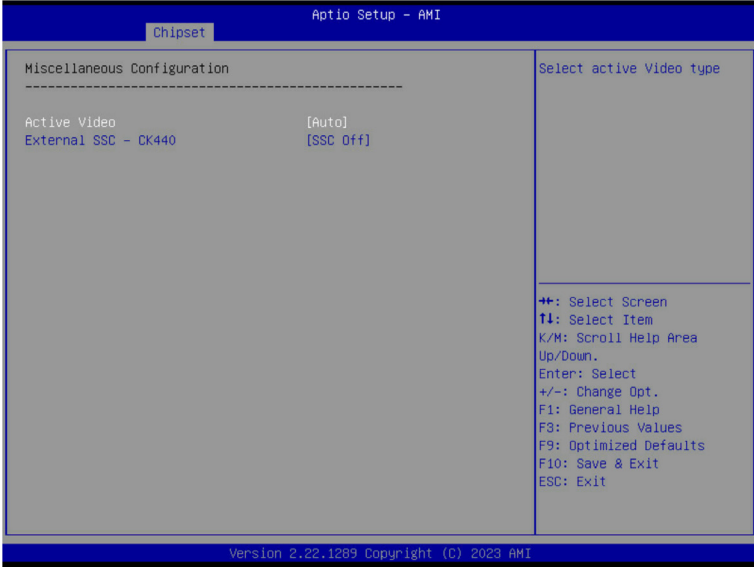 Aptio Setup – AMI
Chipset
Miscellaneous Configuration
--------------------------------------------------
Active Video [Auto]
External SSC – CK440 [SSC Off]
Select active Video type
→←: Select Screen
↑↓: Select Item
K/M: Scroll Help Area
Up/Down.
Enter: Select
+/-: Change Opt.
F1: General Help
F3: Previous Values
F9: Optimized Defaults
F10: Save & Exit
ESC: Exit
Version 2.22.1289 Copyright (C) 2023 AMI